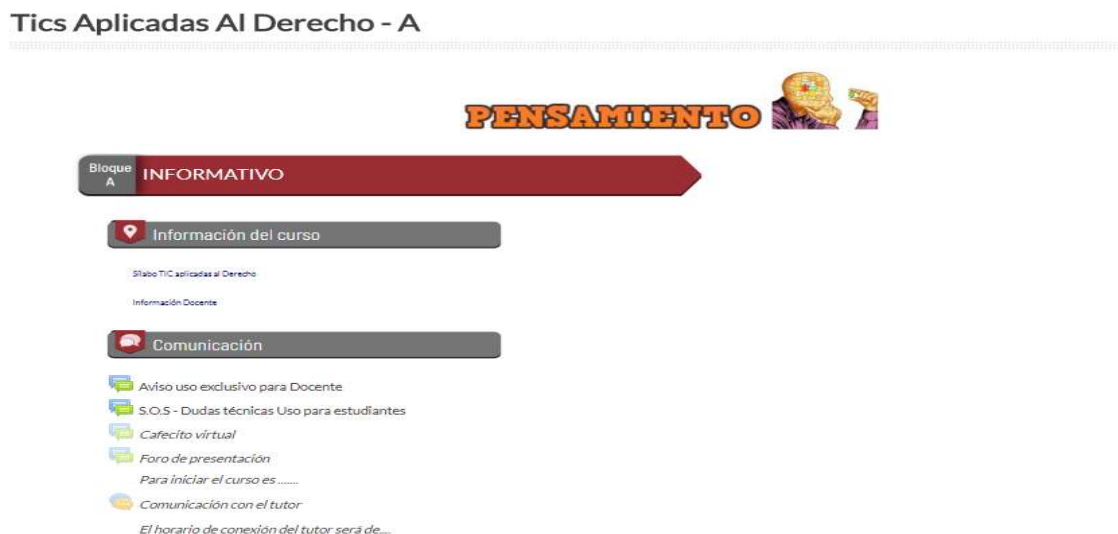 Tics Aplicadas Al Derecho - A
PENSAMIENTO
Bloque
A
INFORMATIVO
Información del curso
Sílabo TIC aplicadas al Derecho
Información Docente
Comunicación
Aviso uso exclusivo para Docente
S.O.S - Dudas técnicas Uso para estudiantes
Cafecito virtual
Foro de presentación
Para iniciar el curso es .......
Comunicación con el tutor
El horario de conexión del tutor será de....